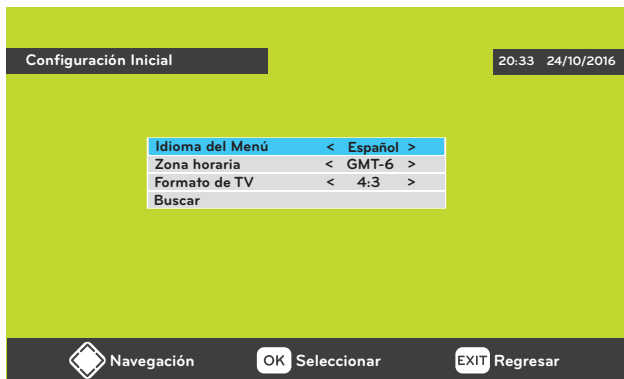 Configuración Inicial
20:33 24/10/2016
Idioma del Menú < Español >
Zona horaria < GMT-6 >
Formato de TV < 4:3 >
Buscar
Navegación OK Seleccionar EXIT Regresar